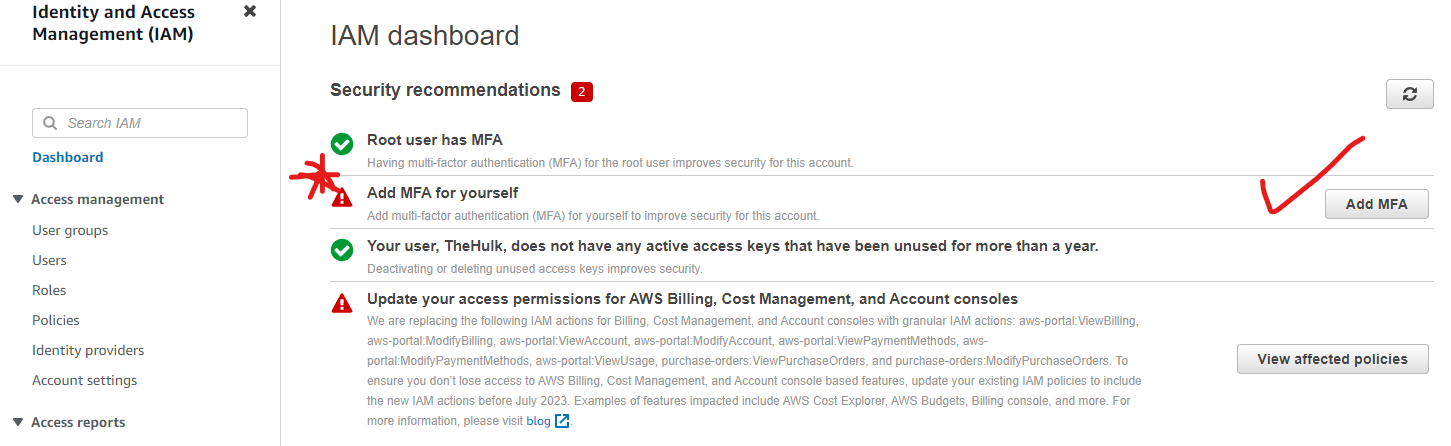 Identity and Access
Management (IAM)
Search IAM
Dashboard
Access management
User groups
Users
Roles
Policies
Identity providers
Account settings
Access reports
IAM dashboard
Security recommendations 2
Root user has MFA
Having multi-factor authentication (MFA) for the root user improves security for this account.
Add MFA for yourself
Add multi-factor authentication (MFA) for yourself to improve security for this account.
Add MFA
Your user, TheHulk, does not have any active access keys that have been unused for more than a year.
Deactivating or deleting unused access keys improves security.
Update your access permissions for AWS Billing, Cost Management, and Account consoles
We are replacing the following IAM actions for Billing, Cost Management, and Account consoles with granular IAM actions: aws-portal:ViewBilling,
aws-portal:ModifyBilling, aws-portal:ViewAccount, aws-portal:ModifyAccount, aws-portal:ViewPaymentMethods, aws-
portal:ModifyPaymentMethods, aws-portal:ViewUsage, purchase-orders:ViewPurchaseOrders, and purchase-orders:ModifyPurchaseOrders. To
ensure you don't lose access to AWS Billing, Cost Management, and Account console based features, update your existing IAM policies to include
the new IAM actions before July 2023. Examples of features impacted include AWS Cost Explorer, AWS Budgets, Billing console, and more. For
more information, please visit blog .
View affected policies